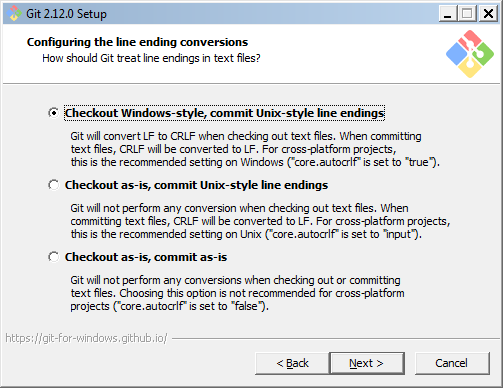 Git 2.12.0 Setup
Configuring the line ending conversions
How should Git treat line endings in text files?
Checkout Windows-style, commit Unix-style line endings
Git will convert LF to CRLF when checking out text files. When committing
text files, CRLF will be converted to LF. For cross-platform projects,
this is the recommended setting on Windows ("core.autocrlf" is set to "true").
Checkout as-is, commit Unix-style line endings
Git will not perform any conversion when checking out text files. When
committing text files, CRLF will be converted to LF. For cross-platform projects,
this is the recommended setting on Unix ("core.autocrlf" is set to "input").
Checkout as-is, commit as-is
Git will not perform any conversions when checking out or committing
text files. Choosing this option is not recommended for cross-platform
projects ("core.autocrlf" is set to "false").
https://git-for-windows.github.io/
< Back Next > Cancel